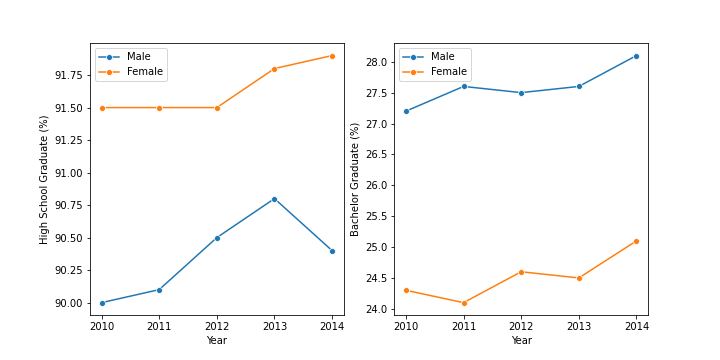 Male
Female
91.75
91.50
91.25
91.00
90.75
90.50
90.25
90.00
High School Graduate (%)
2010 2011 2012 2013 2014
Year
Male
Female
28.0
27.5
27.0
26.5
26.0
25.5
25.0
24.5
24.0
Bachelor Graduate (%)
2010 2011 2012 2013 2014
Year